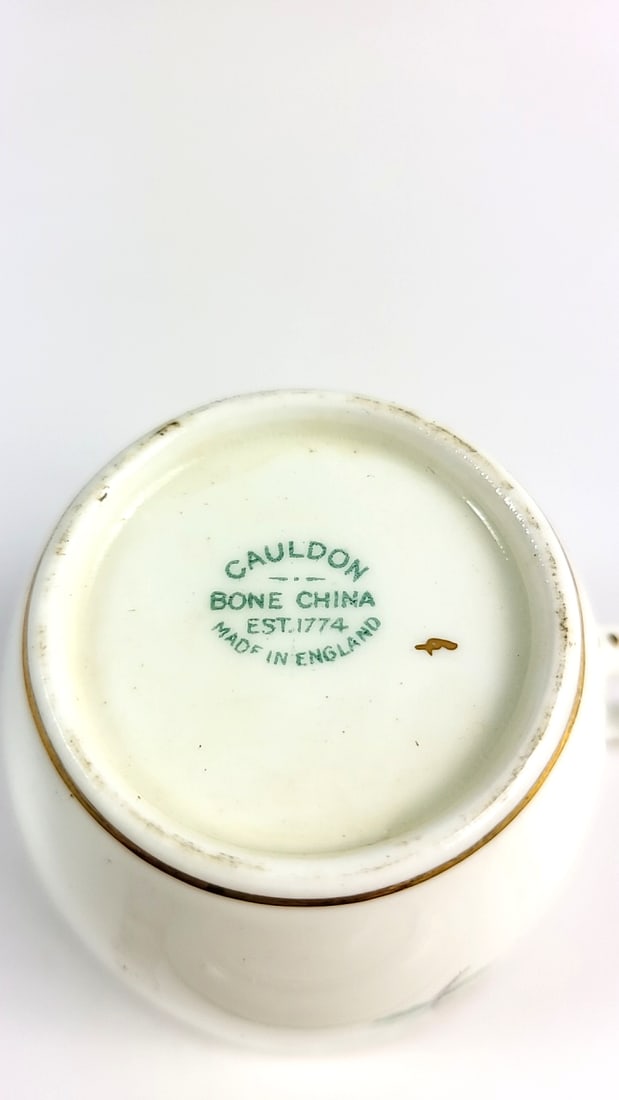 CAULDON
BONE CHINA
EST.1774
MADE IN ENGLAND